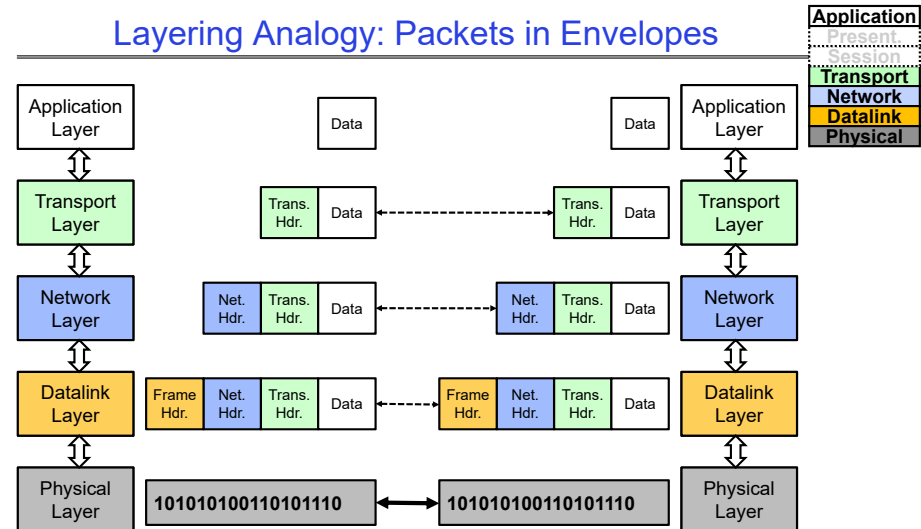 Layering Analogy: Packets in Envelopes
Application
Present.
Session
Transport
Network
Datalink
Physical
Application
Layer
Data
Data
Application
Layer
Transport
Layer
Trans.
Hdr.
Data
Trans.
Hdr.
Data
Transport
Layer
Network
Layer
Net.
Hdr.
Trans.
Hdr.
Data
Net.
Hdr.
Trans.
Hdr.
Data
Network
Layer
Datalink
Layer
Frame
Hdr.
Net.
Hdr.
Trans.
Hdr.
Data
Frame
Hdr.
Net.
Hdr.
Trans.
Hdr.
Data
Datalink
Layer
Physical
Layer
101010100110101110
101010100110101110
Physical
Layer